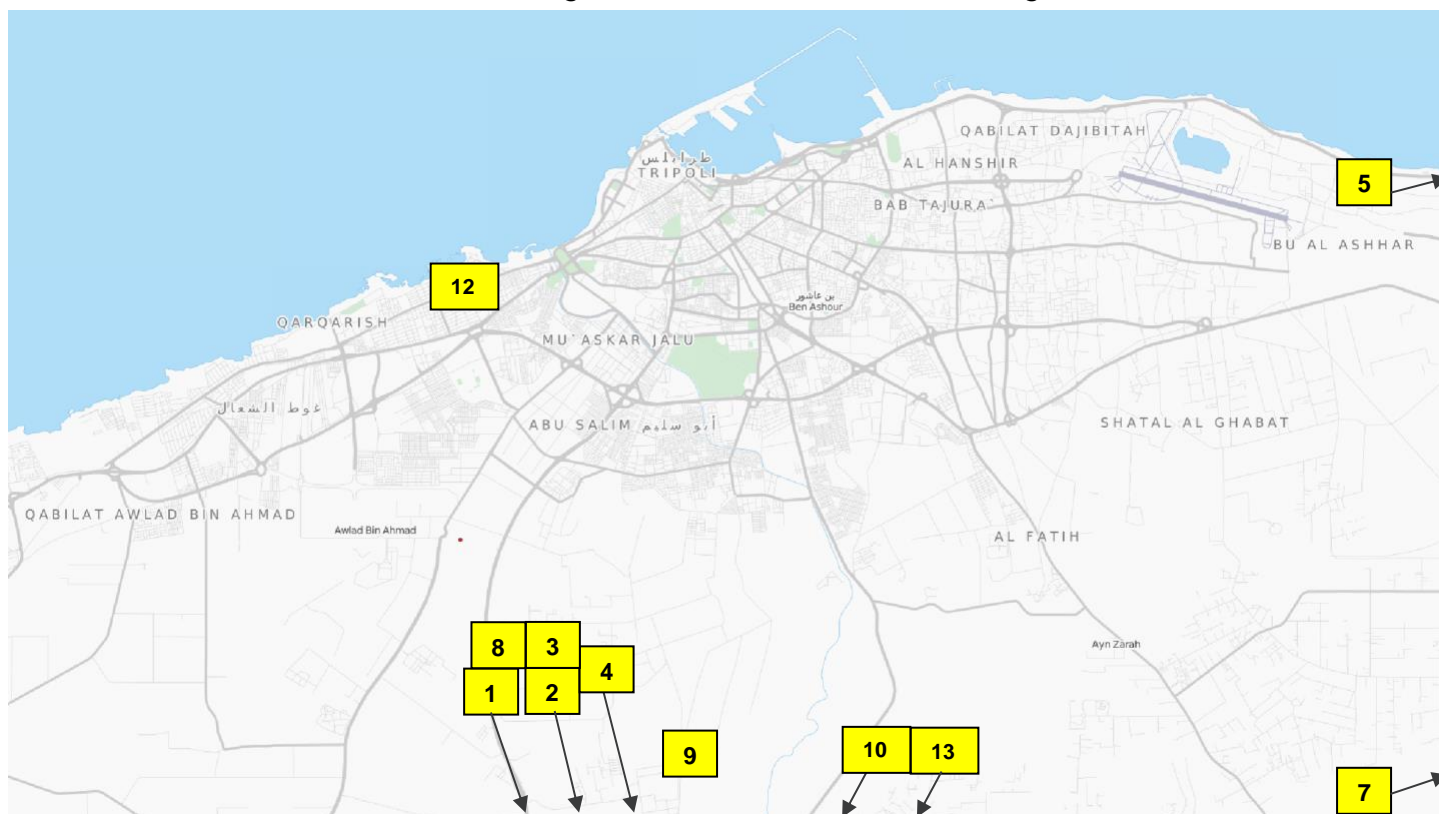 QABILAT DAJIBITAH
طرابلس
TRIPOLI
AL HANSHIR
5
BAB TAJURA`
BU AL ASHHAR
12
بن عاشور
Ben Ashour
QARQARISH
MU`ASKAR JALU
غوط الشعال
ABU SALIM أبو سليم
SHATAL AL GHABAT
QABILAT AWLAD BIN AHMAD
Awlad Bin Ahmad
AL FATIH
8 3
Ayn Zarah
4
1 2
9
10 13
7